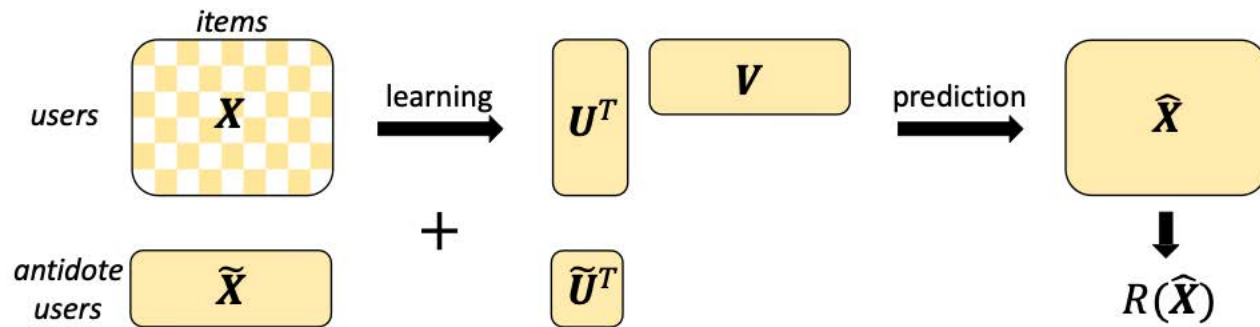 items
users
X
learning
U^T
V
prediction
X̂
+
antidote
users
X̃
Ũ^T
R(X̂)